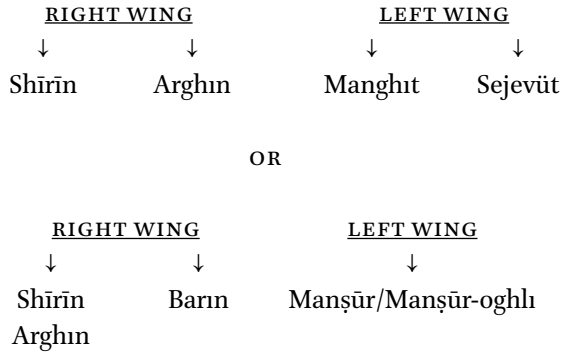 RIGHT WING LEFT WING
↓ ↓ ↓ ↓
Shīrīn Arghın Manghıt Sejevüt
OR
RIGHT WING LEFT WING
↓ ↓ ↓
Shīrīn Barın Manṣūr/Manṣūr-oghlı
Arghın